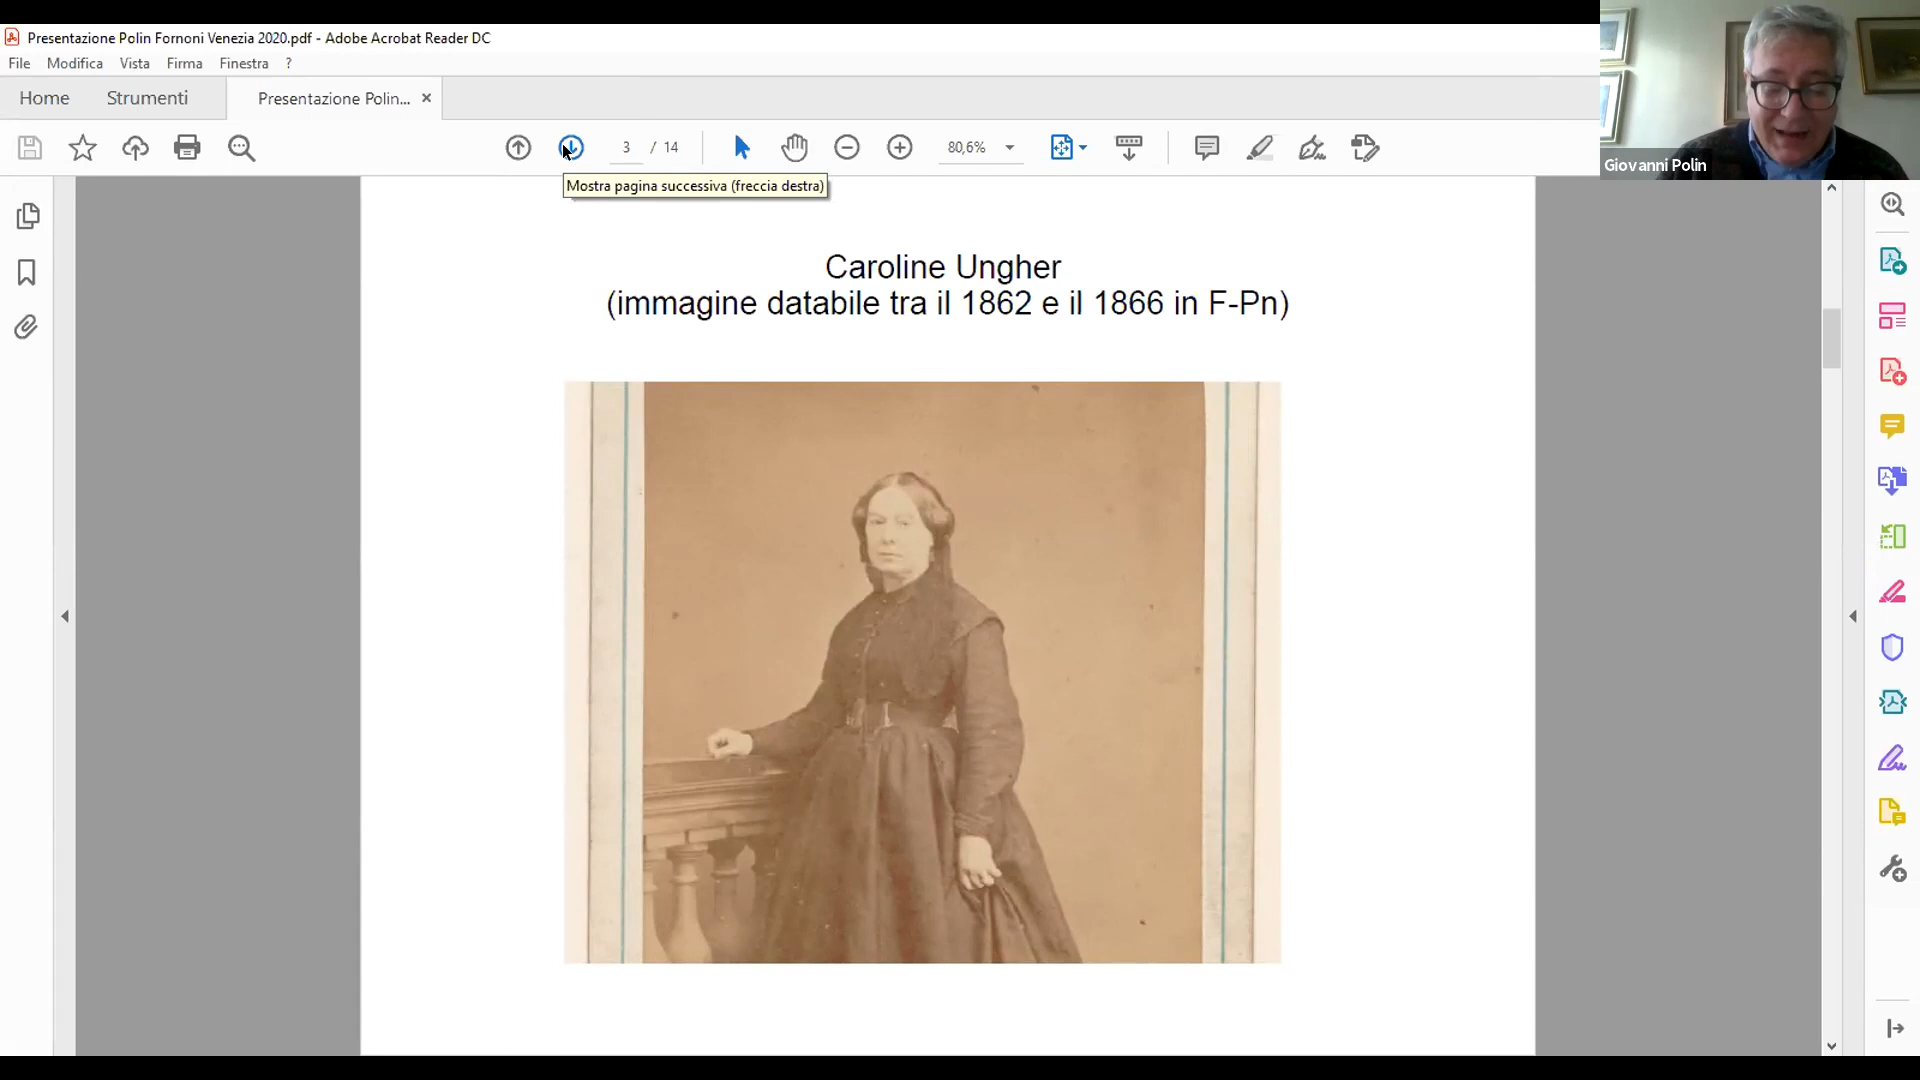 Presentazione Polin Fornoni Venezia 2020.pdf - Adobe Acrobat Reader DC
File Modifica Vista Firma Finestra ?
Home Strumenti Presentazione Polin... ×
3 / 14 80,6%
Giovanni Polin
Mostra pagina successiva (freccia destra)
Caroline Ungher
(immagine databile tra il 1862 e il 1866 in F-Pn)